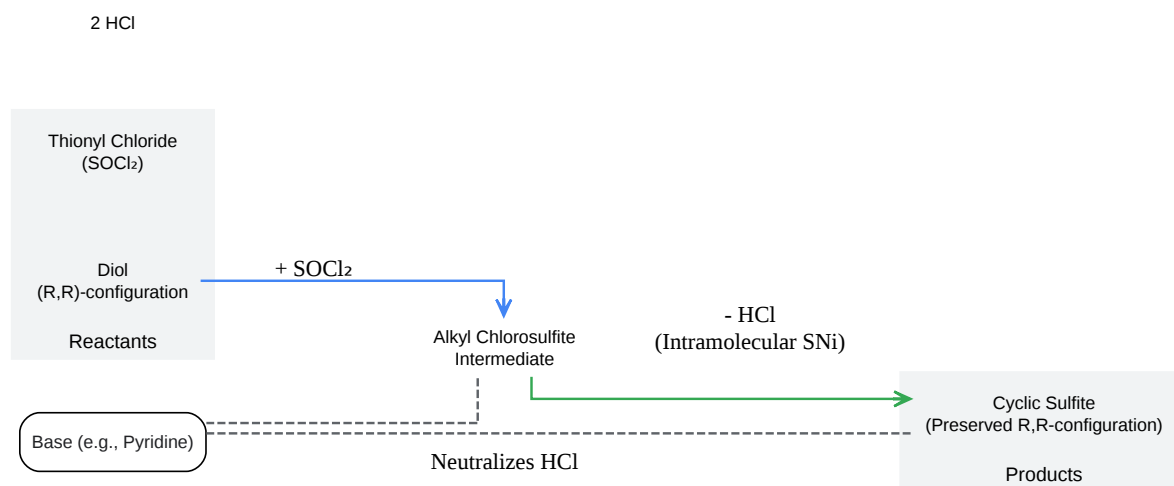 2 HCl
Thionyl Chloride
(SOCl₂)
Diol
(R,R)-configuration
Reactants
+ SOCl₂
Alkyl Chlorosulfite
Intermediate
- HCl
(Intramolecular SNi)
Base (e.g., Pyridine)
Neutralizes HCl
Cyclic Sulfite
(Preserved R,R-configuration)
Products